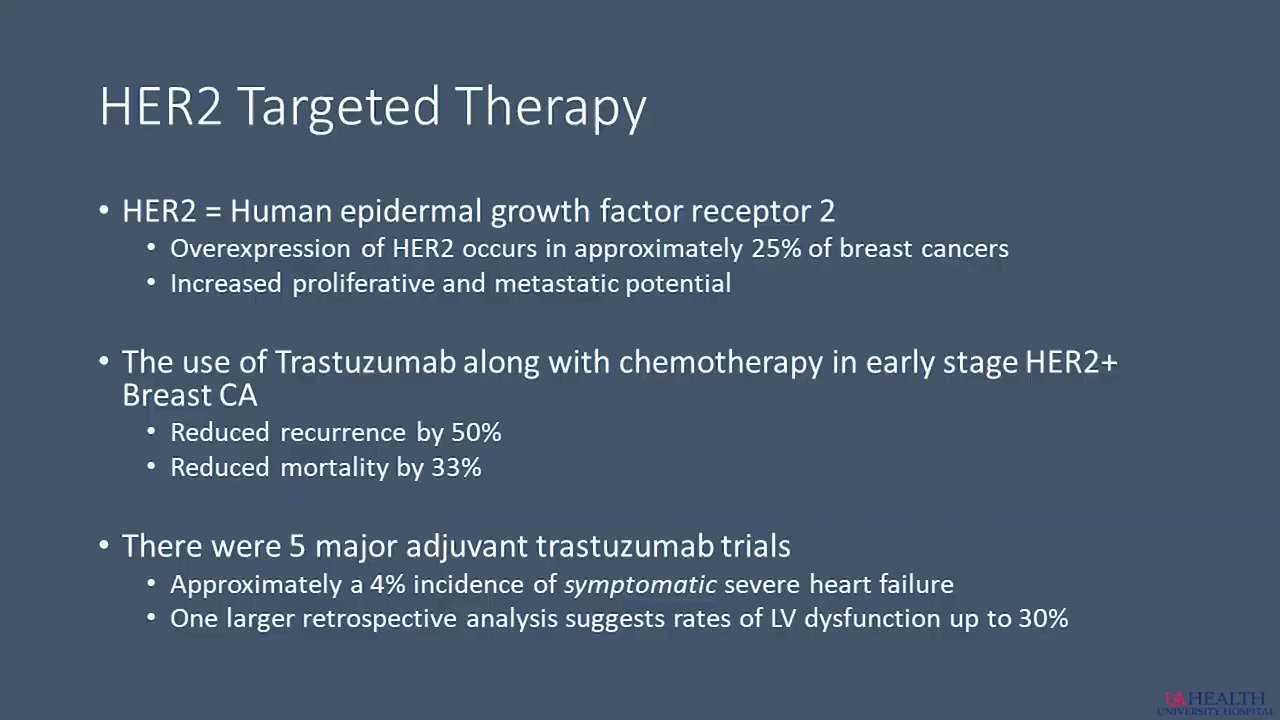 HER2 Targeted Therapy
• HER2 = Human epidermal growth factor receptor 2
• Overexpression of HER2 occurs in approximately 25% of breast cancers
• Increased proliferative and metastatic potential
• The use of Trastuzumab along with chemotherapy in early stage HER2+
Breast CA
• Reduced recurrence by 50%
• Reduced mortality by 33%
• There were 5 major adjuvant trastuzumab trials
• Approximately a 4% incidence of symptomatic severe heart failure
• One larger retrospective analysis suggests rates of LV dysfunction up to 30%
USA HEALTH
UNIVERSITY HOSPITAL